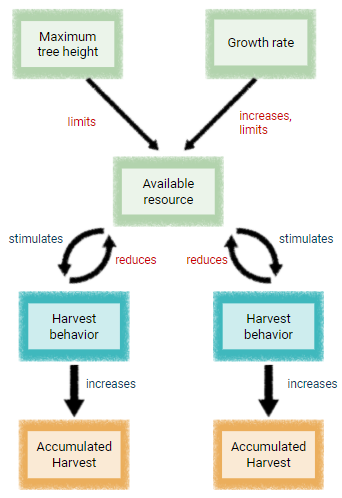 Maximum
tree height
Growth rate
limits
increases,
limits
Available
resource
stimulates
reduces
reduces
stimulates
Harvest
behavior
Harvest
behavior
increases
increases
Accumulated
Harvest
Accumulated
Harvest